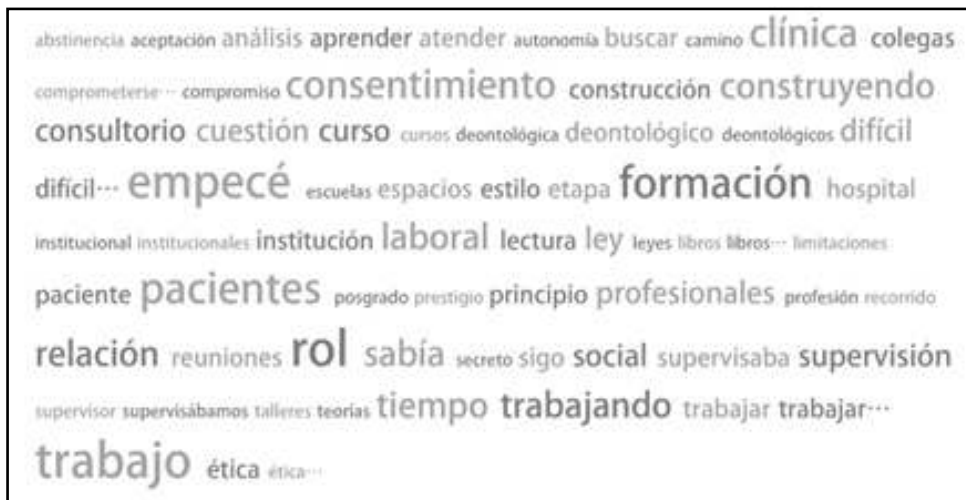 abstinencia aceptación análisis aprender atender autonomía buscar camino clínica colegas
comprometerse··· compromiso consentimiento construcción construyendo
consultorio cuestión curso cursos deontológica deontológico deontológicos difícil
difícil··· empecé escuelas espacios estilo etapa formación hospital
institucional institucionales institución laboral lectura ley leyes libros libros··· limitaciones
paciente pacientes posgrado prestigio principio profesionales profesión recorrido
relación reuniones rol sabía secreto sigo social supervisaba supervisión
supervisor supervisábamos talleres teorías tiempo trabajando trabajar trabajar···
trabajo ética ética···